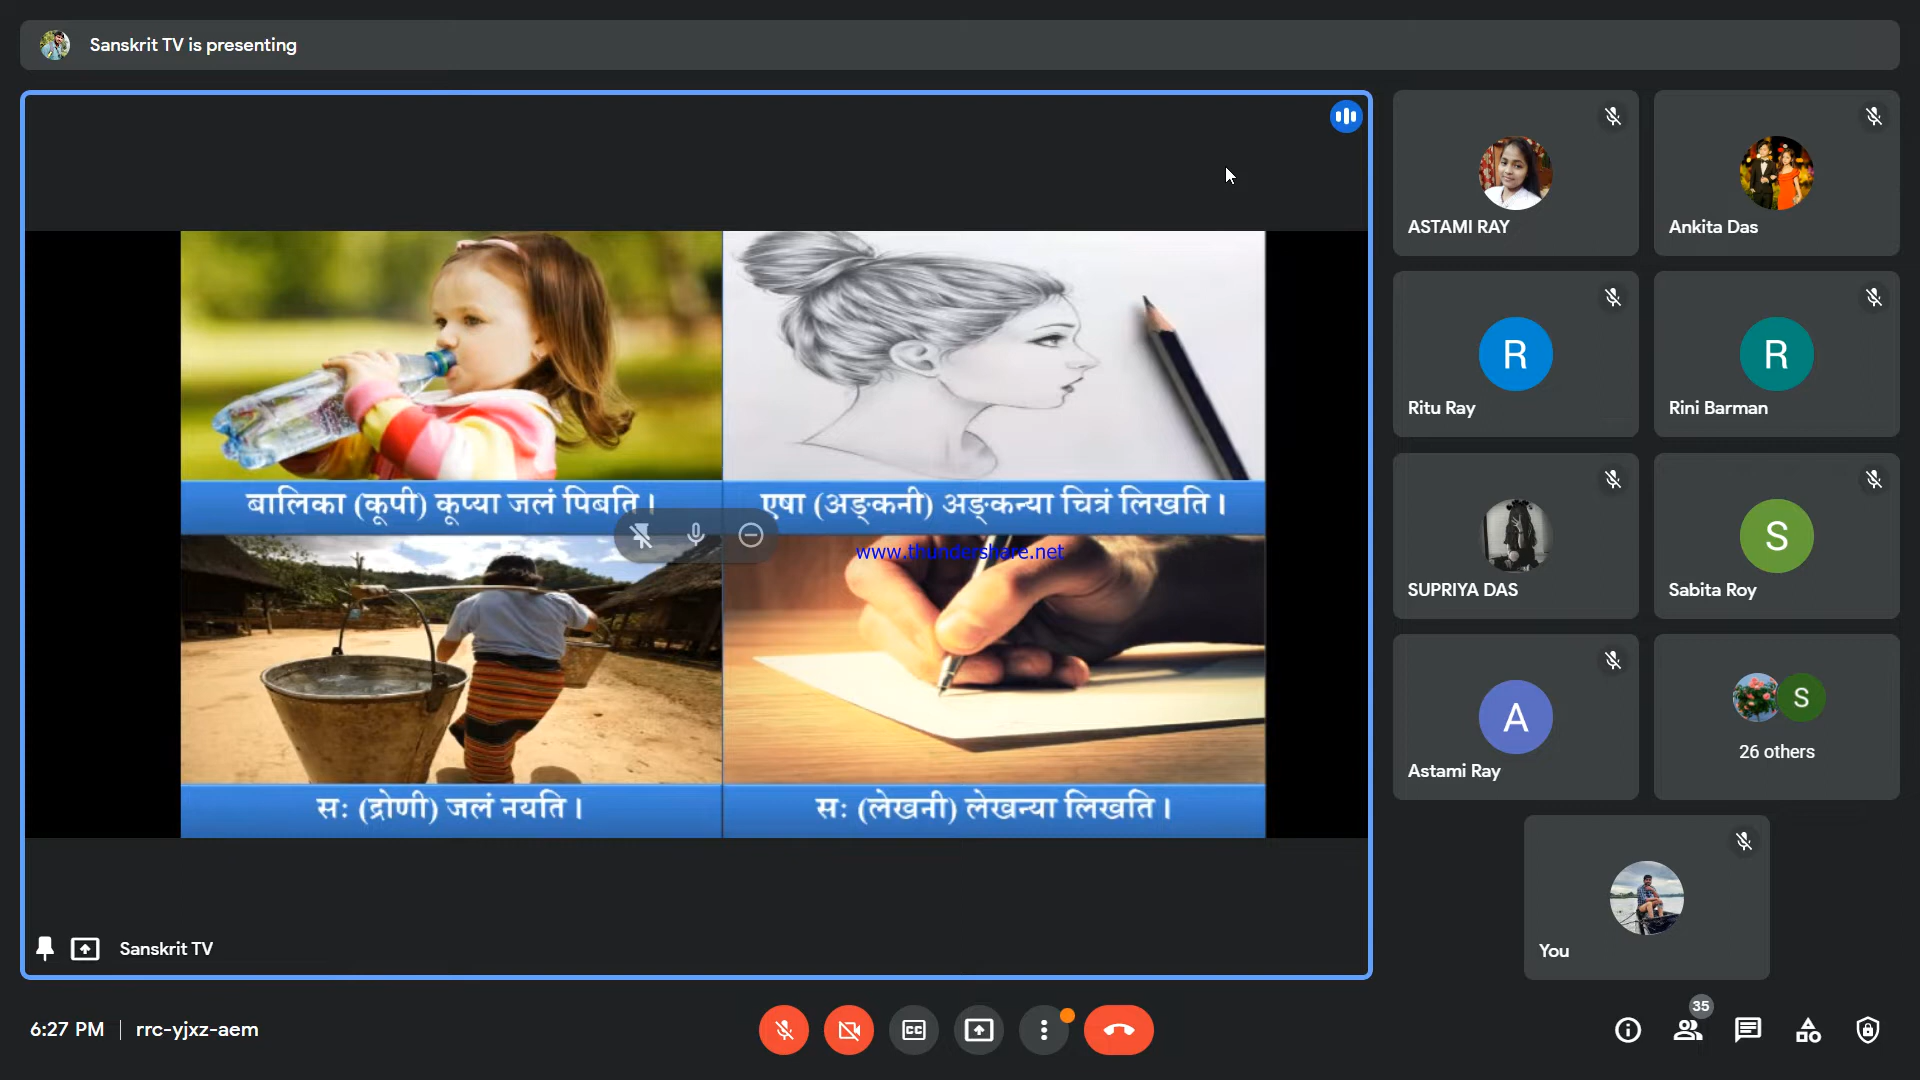 Sanskrit TV is presenting
ASTAMI RAY
Ankita Das
R
Ritu Ray
R
Rini Barman
बालिका (कूपी) कूप्या जलं पिबति ।
एषा (अङ्कनी) अङ्कन्या चित्रं लिखति ।
www.thundershare.net
SUPRIYA DAS
S
Sabita Roy
सः (द्रोणी) जलं नयति ।
सः (लेखनी) लेखन्या लिखति ।
A
Astami Ray
S
26 others
You
Sanskrit TV
6:27 PM | rrc-yjxz-aem
CC
35